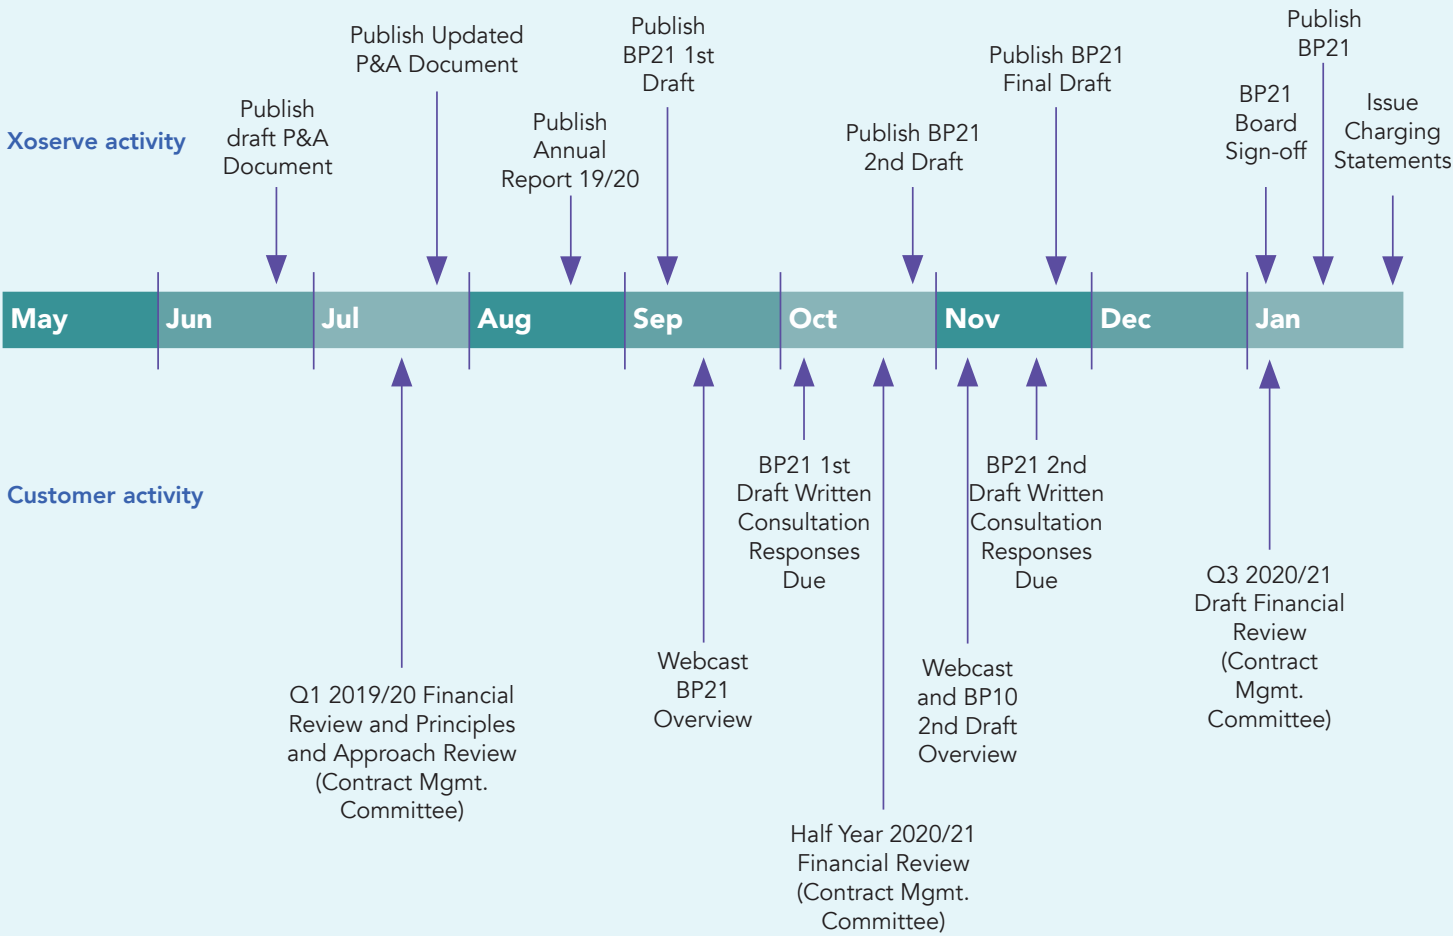 Publish
BP21
Publish
BP21 1st
Draft
Publish Updated
P&A Document
Publish BP21
Final Draft
BP21
Board
Sign-off
Issue
Charging
Statements
Publish
draft P&A
Document
Publish
Annual
Report 19/20
Publish BP21
2nd Draft
Xoserve activity
May
Jun
Jul
Aug
Sep
Oct
Nov
Dec
Jan
Customer activity
BP21 1st
Draft Written
Consultation
Responses
Due
BP21 2nd
Draft Written
Consultation
Responses
Due
Q3 2020/21
Draft Financial
Review
(Contract
Mgmt.
Committee)
Webcast
BP21
Overview
Webcast
and BP10
2nd Draft
Overview
Q1 2019/20 Financial
Review and Principles
and Approach Review
(Contract Mgmt.
Committee)
Half Year 2020/21
Financial Review
(Contract Mgmt.
Committee)